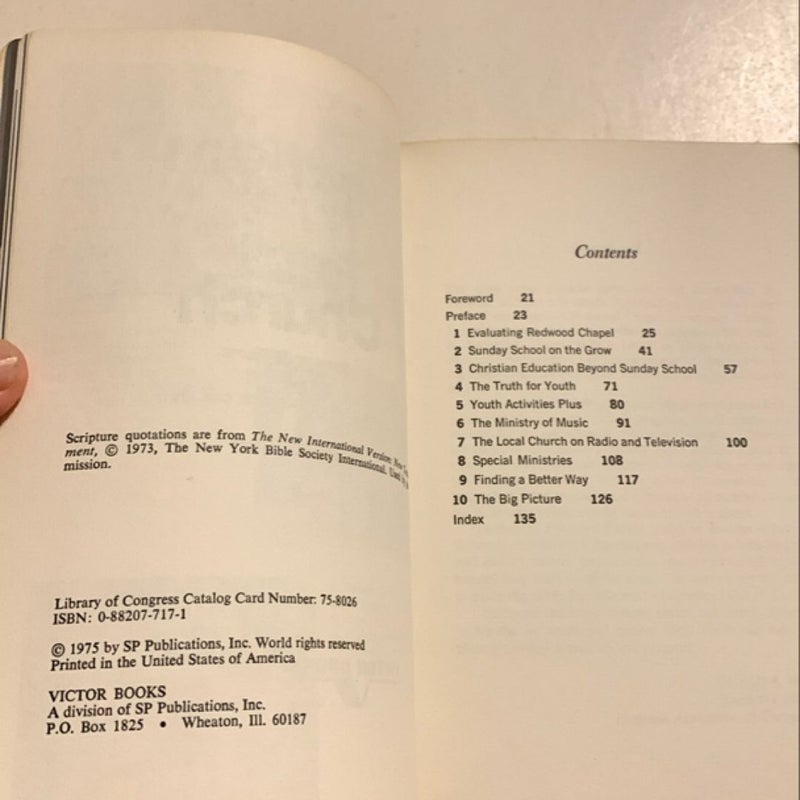 Scripture quotations are from The New International Version:
ment, © 1973, The New York Bible Society International. Used
mission.
Library of Congress Catalog Card Number: 75-8026
ISBN: 0-88207-717-1
© 1975 by SP Publications, Inc. World rights reserved
Printed in the United States of America
VICTOR BOOKS
A division of SP Publications, Inc.
P.O. Box 1825 • Wheaton, Ill. 60187
Contents
Foreword 21
Preface 23
1 Evaluating Redwood Chapel 25
2 Sunday School on the Grow 41
3 Christian Education Beyond Sunday School 57
4 The Truth for Youth 71
5 Youth Activities Plus 80
6 The Ministry of Music 91
7 The Local Church on Radio and Television 100
8 Special Ministries 108
9 Finding a Better Way 117
10 The Big Picture 126
Index 135